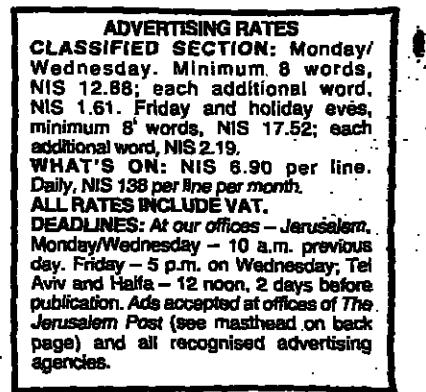 ADVERTISING RATES
CLASSIFIED SECTION: Monday/
Wednesday. Minimum 8 words,
NIS 12.88; each additional word,
NIS 1.61. Friday and holiday eves,
minimum 8 words, NIS 17.52; each
additional word, NIS 2.19.
WHAT'S ON: NIS 6.90 per line.
Daily, NIS 138 per line per month.
ALL RATES INCLUDE VAT.
DEADLINES: At our offices – Jerusalem,
Monday/Wednesday – 10 a.m. previous
day. Friday – 5 p.m. on Wednesday; Tel
Aviv and Haifa – 12 noon, 2 days before
publication. Ads accepted at offices of The
Jerusalem Post (see masthead on back
page) and all recognised advertising
agencies.